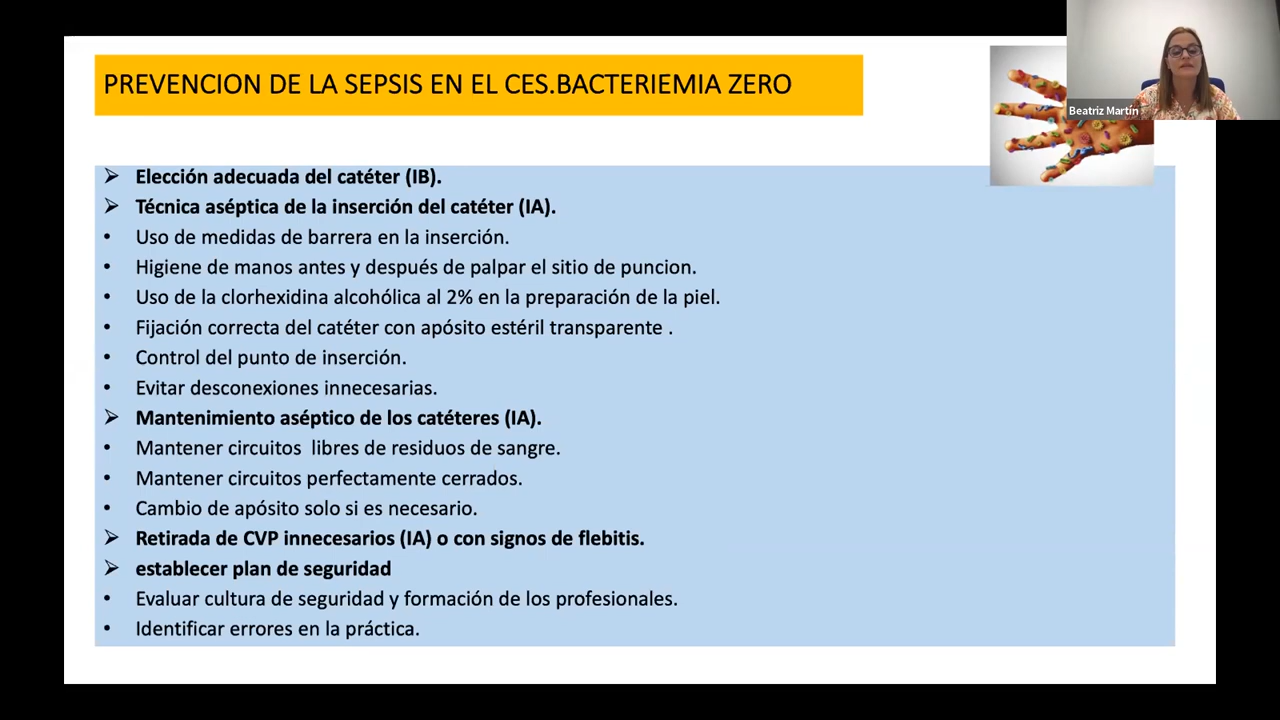 PREVENCION DE LA SEPSIS EN EL CES.BACTERIEMIA ZERO
Beatriz Martín
➢ Elección adecuada del catéter (IB).
➢ Técnica aséptica de la inserción del catéter (IA).
• Uso de medidas de barrera en la inserción.
• Higiene de manos antes y después de palpar el sitio de puncion.
• Uso de la clorhexidina alcohólica al 2% en la preparación de la piel.
• Fijación correcta del catéter con apósito estéril transparente .
• Control del punto de inserción.
• Evitar desconexiones innecesarias.
➢ Mantenimiento aséptico de los catéteres (IA).
• Mantener circuitos  libres de residuos de sangre.
• Mantener circuitos perfectamente cerrados.
• Cambio de apósito solo si es necesario.
➢ Retirada de CVP innecesarios (IA) o con signos de flebitis.
➢ establecer plan de seguridad
• Evaluar cultura de seguridad y formación de los profesionales.
• Identificar errores en la práctica.